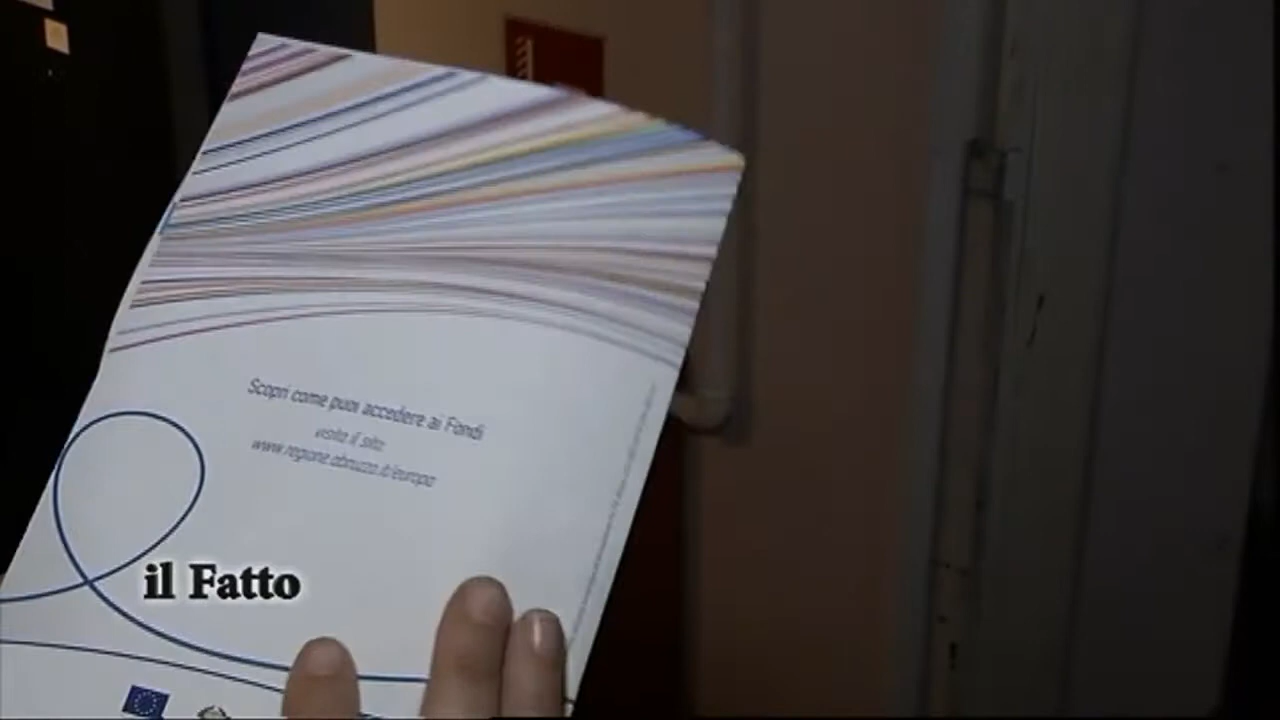 Scopri come puoi accedere ai Fondi
visita il sito
www.regione.abruzzo.it/europa
il Fatto